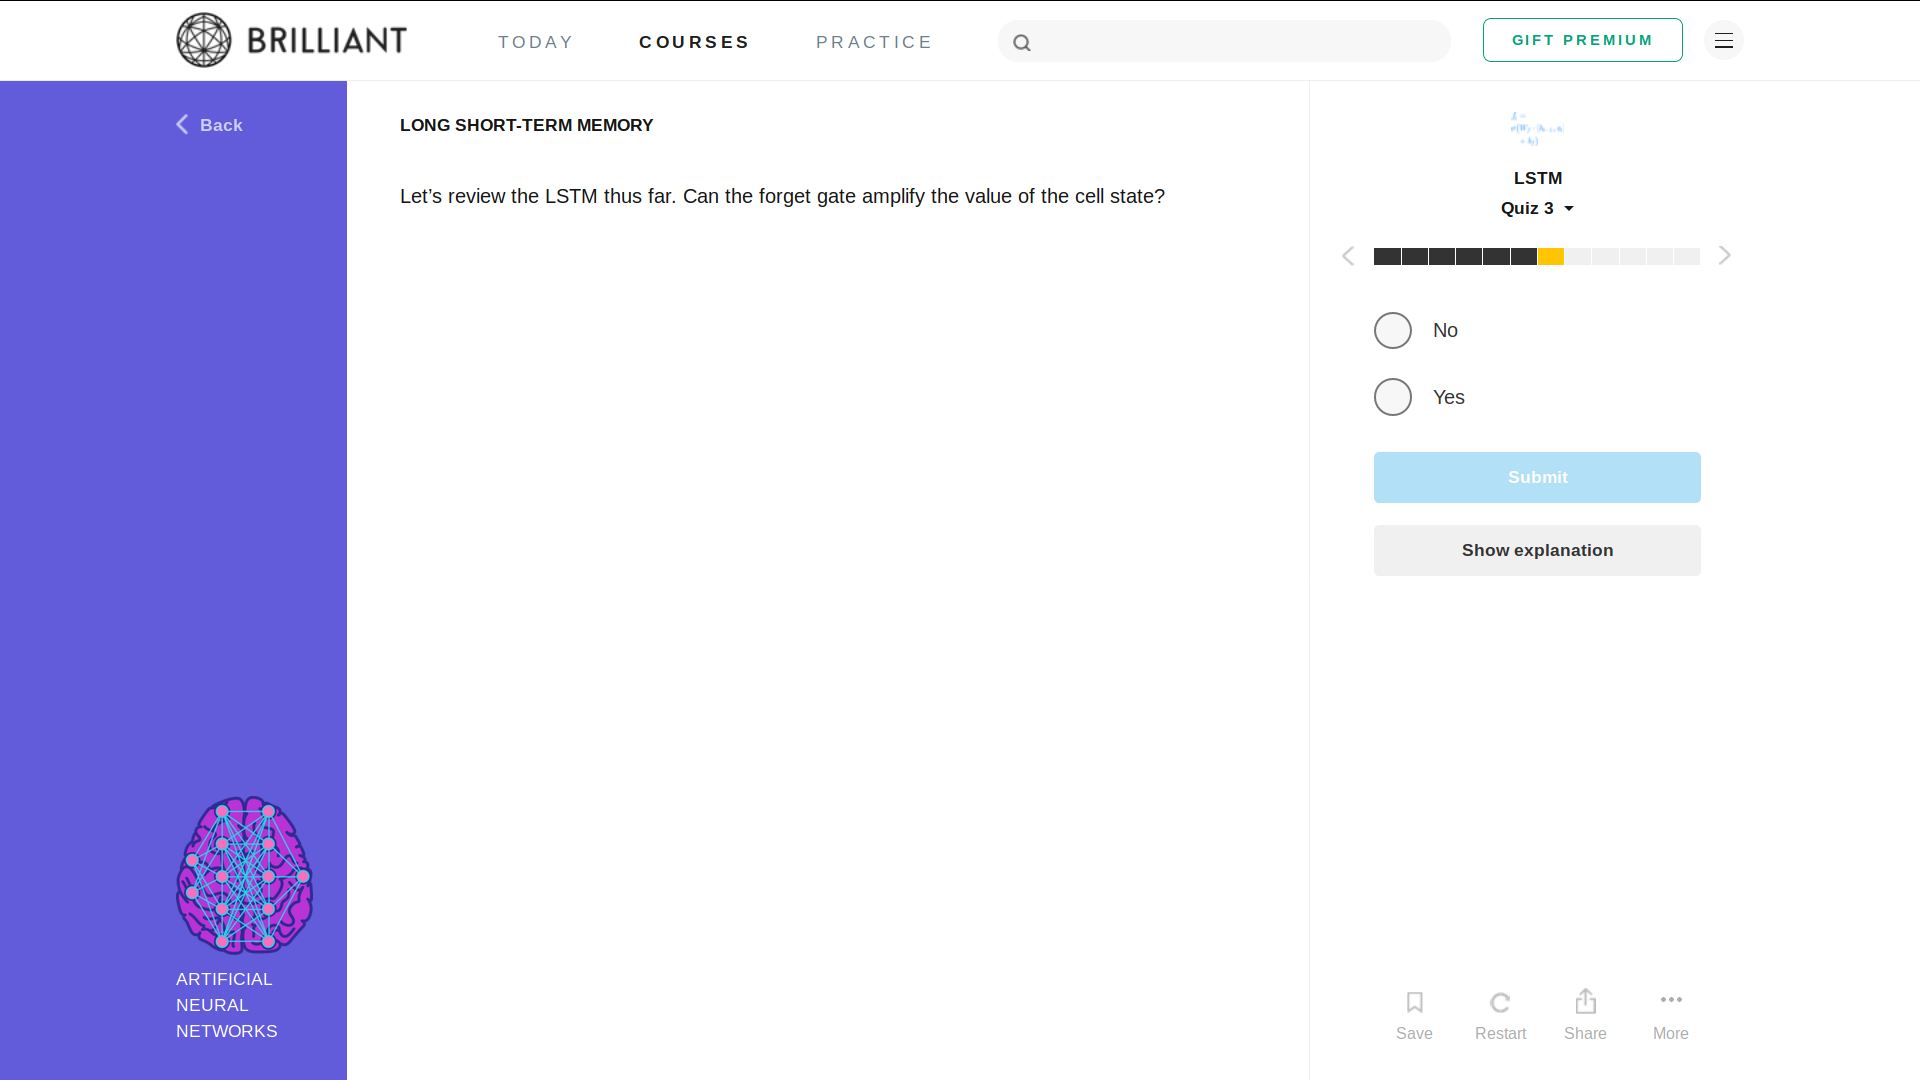 BRILLIANT
TODAY
COURSES
PRACTICE
GIFT PREMIUM
Back
LONG SHORT-TERM MEMORY
Let’s review the LSTM thus far. Can the forget gate amplify the value of the cell state?
LSTM
Quiz 3
No
Yes
Submit
Show explanation
Save
Restart
Share
More
ARTIFICIAL
NEURAL
NETWORKS